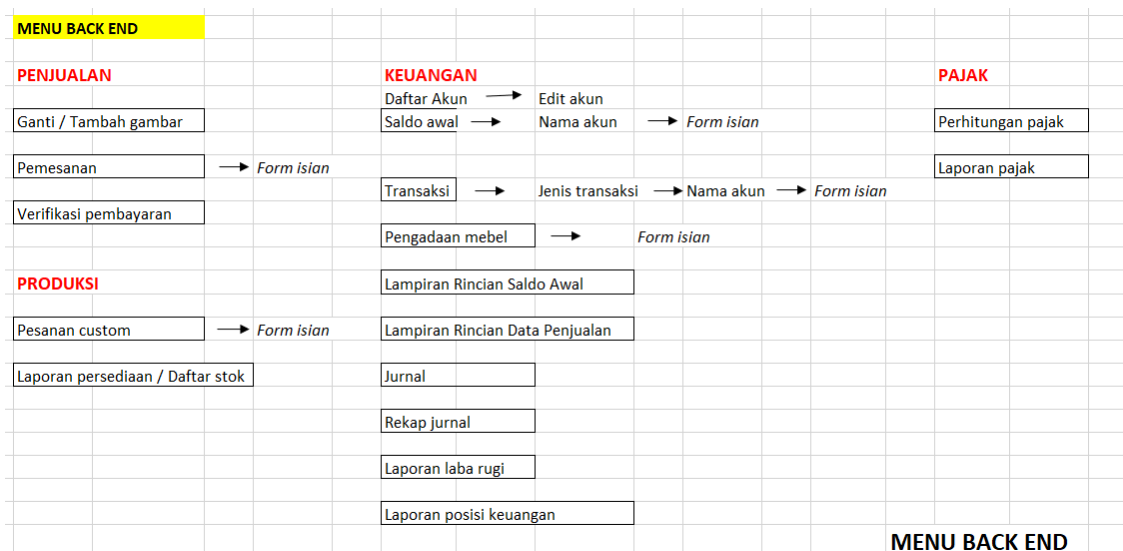 MENU BACK END
PENJUALAN
Ganti / Tambah gambar
Pemesanan Form isian
Verifikasi pembayaran
PRODUKSI
Pesanan custom Form isian
Laporan persediaan / Daftar stok
KEUANGAN
Daftar Akun Edit akun
Saldo awal Nama akun Form isian
Transaksi Jenis transaksi Nama akun Form isian
Pengadaan mebel Form isian
Lampiran Rincian Saldo Awal
Lampiran Rincian Data Penjualan
Jurnal
Rekap jurnal
Laporan laba rugi
Laporan posisi keuangan
PAJAK
Perhitungan pajak
Laporan pajak
MENU BACK END